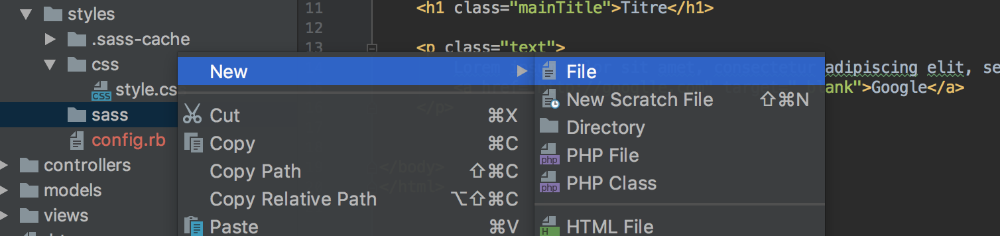 styles
.sass-cache
css
style.cs
sass
config.rb
controllers
models
views
11 <h1 class="mainTitle">Titre</h1>
12
13 <p class="text">
adipiscing elit, se
ank">Google</a>
</p>
</body>
</html>
New
Cut ⌘X
Copy ⌘C
Copy Path ⇧⌘C
Copy Relative Path ⌥⇧⌘C
Paste ⌘V
File
New Scratch File ⇧⌘N
Directory
PHP File
PHP Class
HTML File